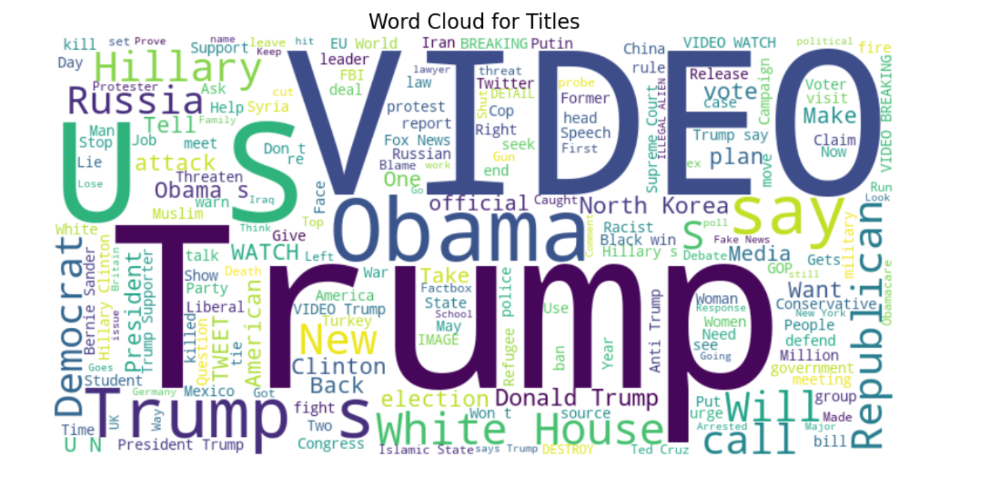 Word Cloud for Titles
kill set Prove name leave hit EU World Iran BREAKING Putin China VIDEO WATCH political fire
Day Hillary Support Keep leader FBI lawyer threat rule Release
Protester Ask cut deal law Twitter probe vote Campaign Voter
Russia Help Syria VIDEO DETAIL Former case visit
Family protest Shut Cop Supreme Court ILLEGAL ALIEN Make VIDEO BREAKING
Man Tell report Right head Trump say
U S Stop Job meet Don t Fox News seek Speech Claim
Lie attack re Russian Gun First ex plan move Now
Threaten Blame work end
Lose Obama s Iraq Face One Go Run
warn official Caught North Korea say Look
Muslim Top Obama
White Think Give Comment Racist S poll military
Democrat Britain talk WATCH Left Black win Fake News Media Gets Republican
Bernie Sander Hillary Clinton President Trump Supporter Hillary s Debate GOP still Obamacare
Show Death War Take police Want
Party American America Factbox Woman Conservative
Liberal VIDEO Trump State Use Anti Trump Response New York
issue killed Turkey School Women People
Question TWEET tie New May Need defend
Trump IMAGE Refugee ban Year see Going Million
Goes Clinton government
Student Back meeting
Germany Mexico Got election Donald Trump Put Will group
Trump s fight Won t source urge Made
Time UK Way Two White House Arrested Major
U N President Trump Congress Islamic State says Trump DESTROY Ted Cruz call bill